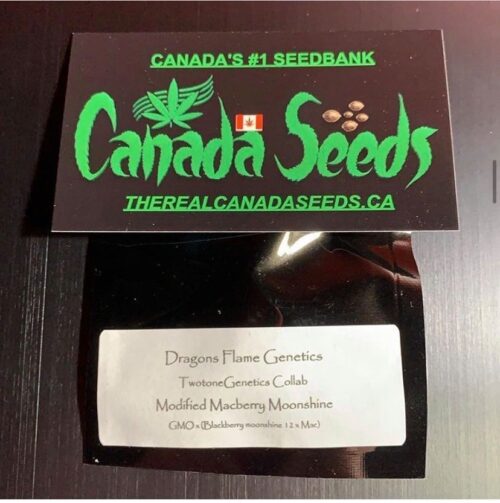 CANADA'S #1 SEEDBANK
Canada Seeds
THEREALCANADASEEDS.CA
Dragons Flame Genetics
TwotoneGenetics Collab
Modified Macberry Moonshine
GMO x (Blackberry moonshine 12 x Mac)